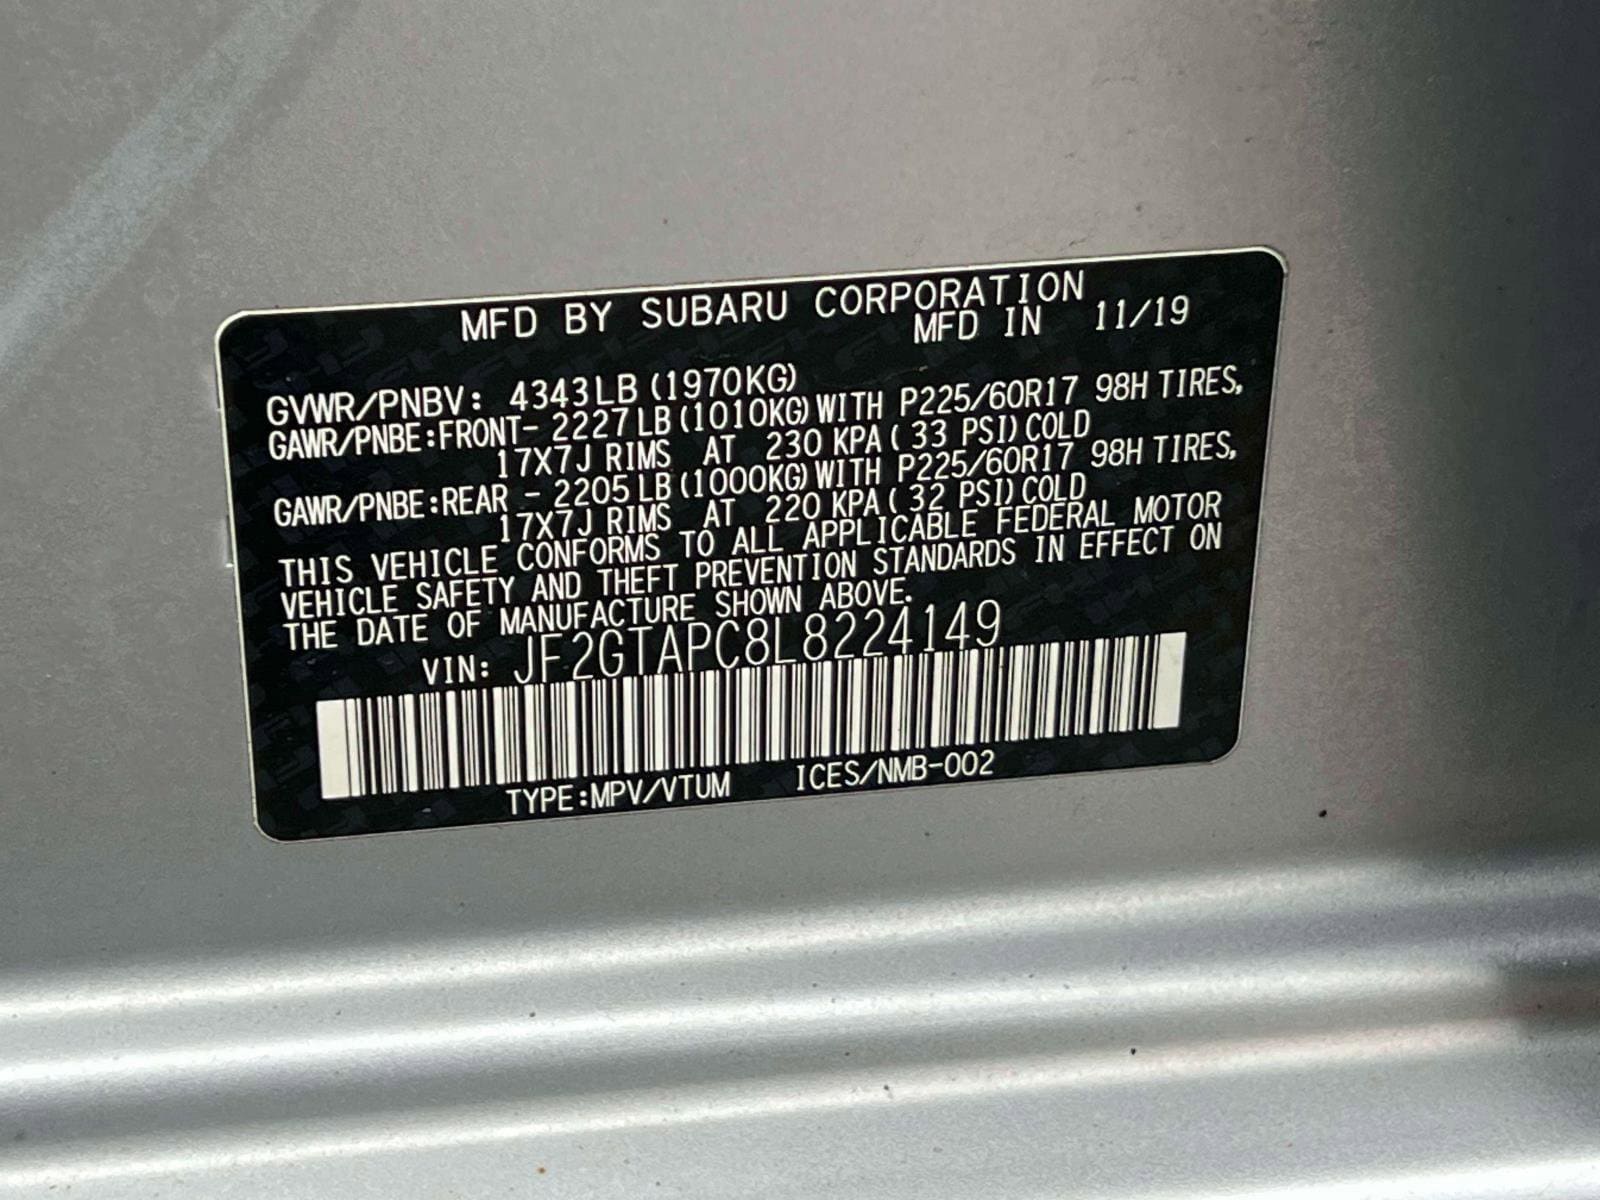 MFD BY SUBARU CORPORATION
MFD IN 11/19
GVWR/PNBV: 4343LB (1970KG)
GAWR/PNBE:FRONT- 2227LB(1010KG)WITH P225/60R17 98H TIRES,
17X7J RIMS AT 230 KPA( 33 PSI)COLD
GAWR/PNBE:REAR - 2205LB(1000KG)WITH P225/60R17 98H TIRES,
17X7J RIMS AT 220 KPA( 32 PSI)COLD
THIS VEHICLE CONFORMS TO ALL APPLICABLE FEDERAL MOTOR
VEHICLE SAFETY AND THEFT PREVENTION STANDARDS IN EFFECT ON
THE DATE OF MANUFACTURE SHOWN ABOVE.
VIN: JF2GTAPC8L8224149
TYPE:MPV/VTUM ICES/NMB-002